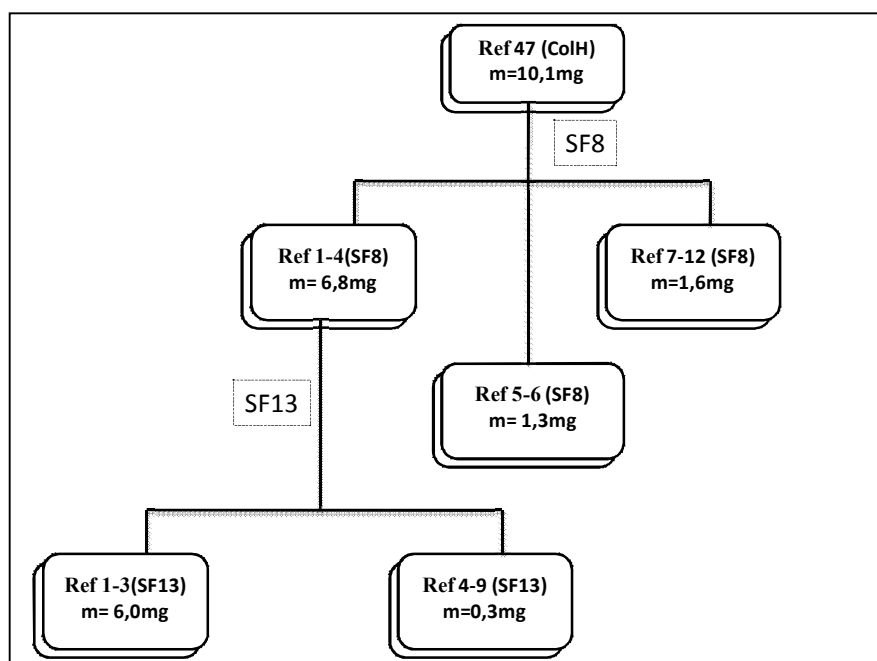 Ref 47 (ColH)
m=10,1mg
SF8
Ref 1-4(SF8)
m= 6,8mg
Ref 7-12 (SF8)
m=1,6mg
Ref 5-6 (SF8)
m= 1,3mg
SF13
Ref 1-3(SF13)
m= 6,0mg
Ref 4-9 (SF13)
m=0,3mg